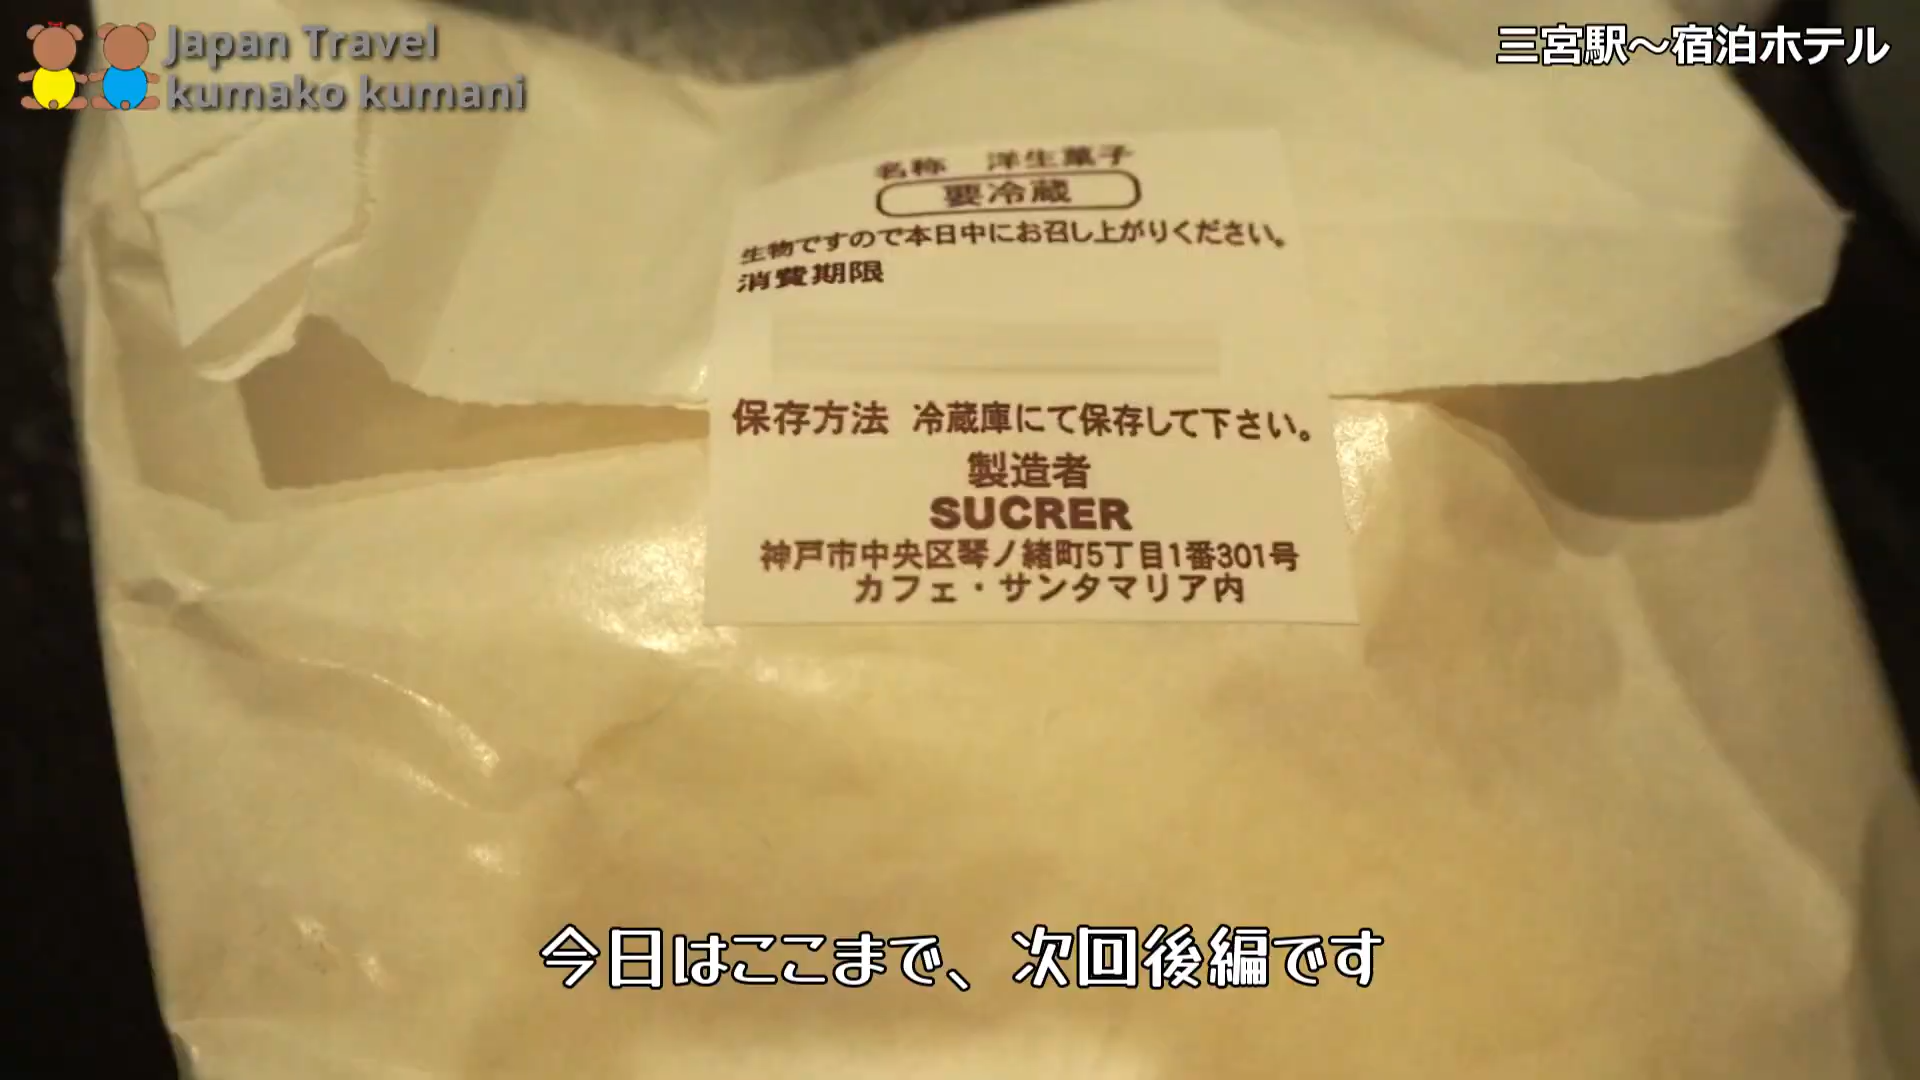 Japan Travel
kumako kumani
三宮駅～宿泊ホテル
名称　洋生菓子
要冷蔵
生物ですので本日中にお召し上がりください。
消費期限
保存方法　冷蔵庫にて保存して下さい。
製造者
SUCRER
神戸市中央区琴ノ緒町5丁目1番301号
カフェ・サンタマリア内
今日はここまで、次回後編です